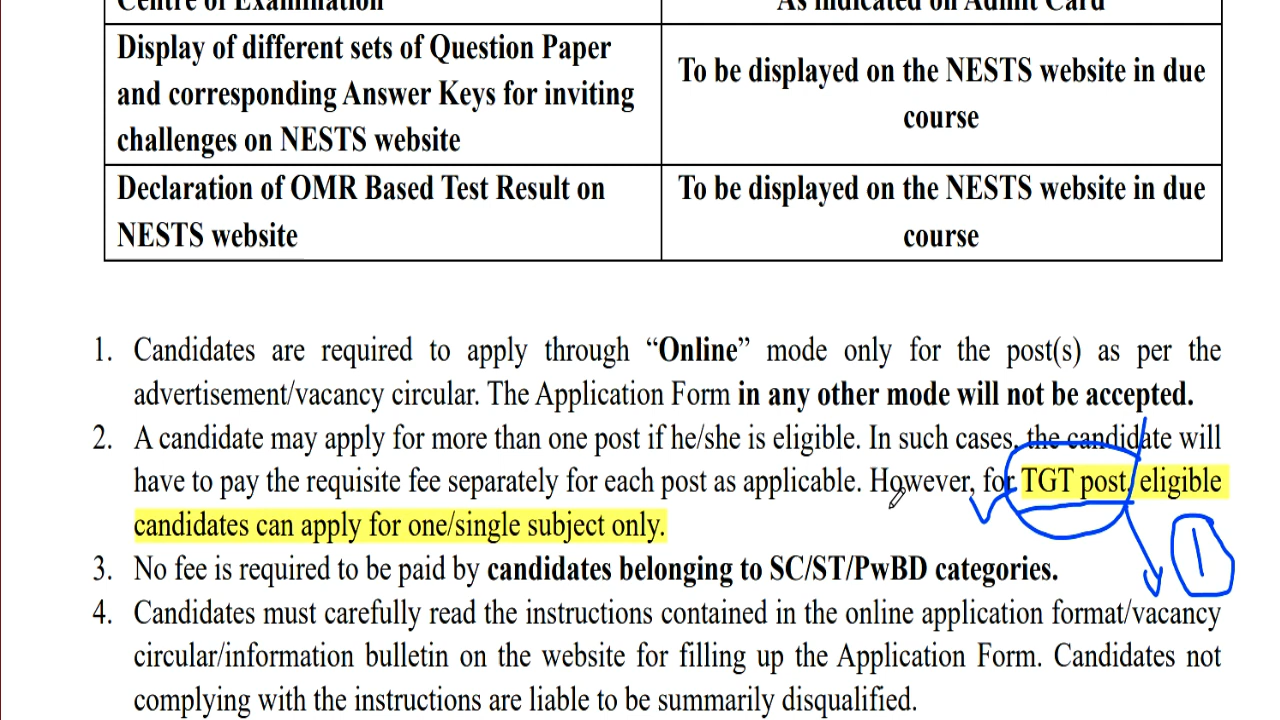 Centre of Examination
As indicated on Admit Card
Display of different sets of Question Paper
and corresponding Answer Keys for inviting
challenges on NESTS website
To be displayed on the NESTS website in due
course
Declaration of OMR Based Test Result on
NESTS website
To be displayed on the NESTS website in due
course
1. Candidates are required to apply through “Online” mode only for the post(s) as per the
advertisement/vacancy circular. The Application Form in any other mode will not be accepted.
2. A candidate may apply for more than one post if he/she is eligible. In such cases, the candidate will
have to pay the requisite fee separately for each post as applicable. However, for TGT post, eligible
candidates can apply for one/single subject only.
1
3. No fee is required to be paid by candidates belonging to SC/ST/PwBD categories.
4. Candidates must carefully read the instructions contained in the online application format/vacancy
circular/information bulletin on the website for filling up the Application Form. Candidates not
complying with the instructions are liable to be summarily disqualified.